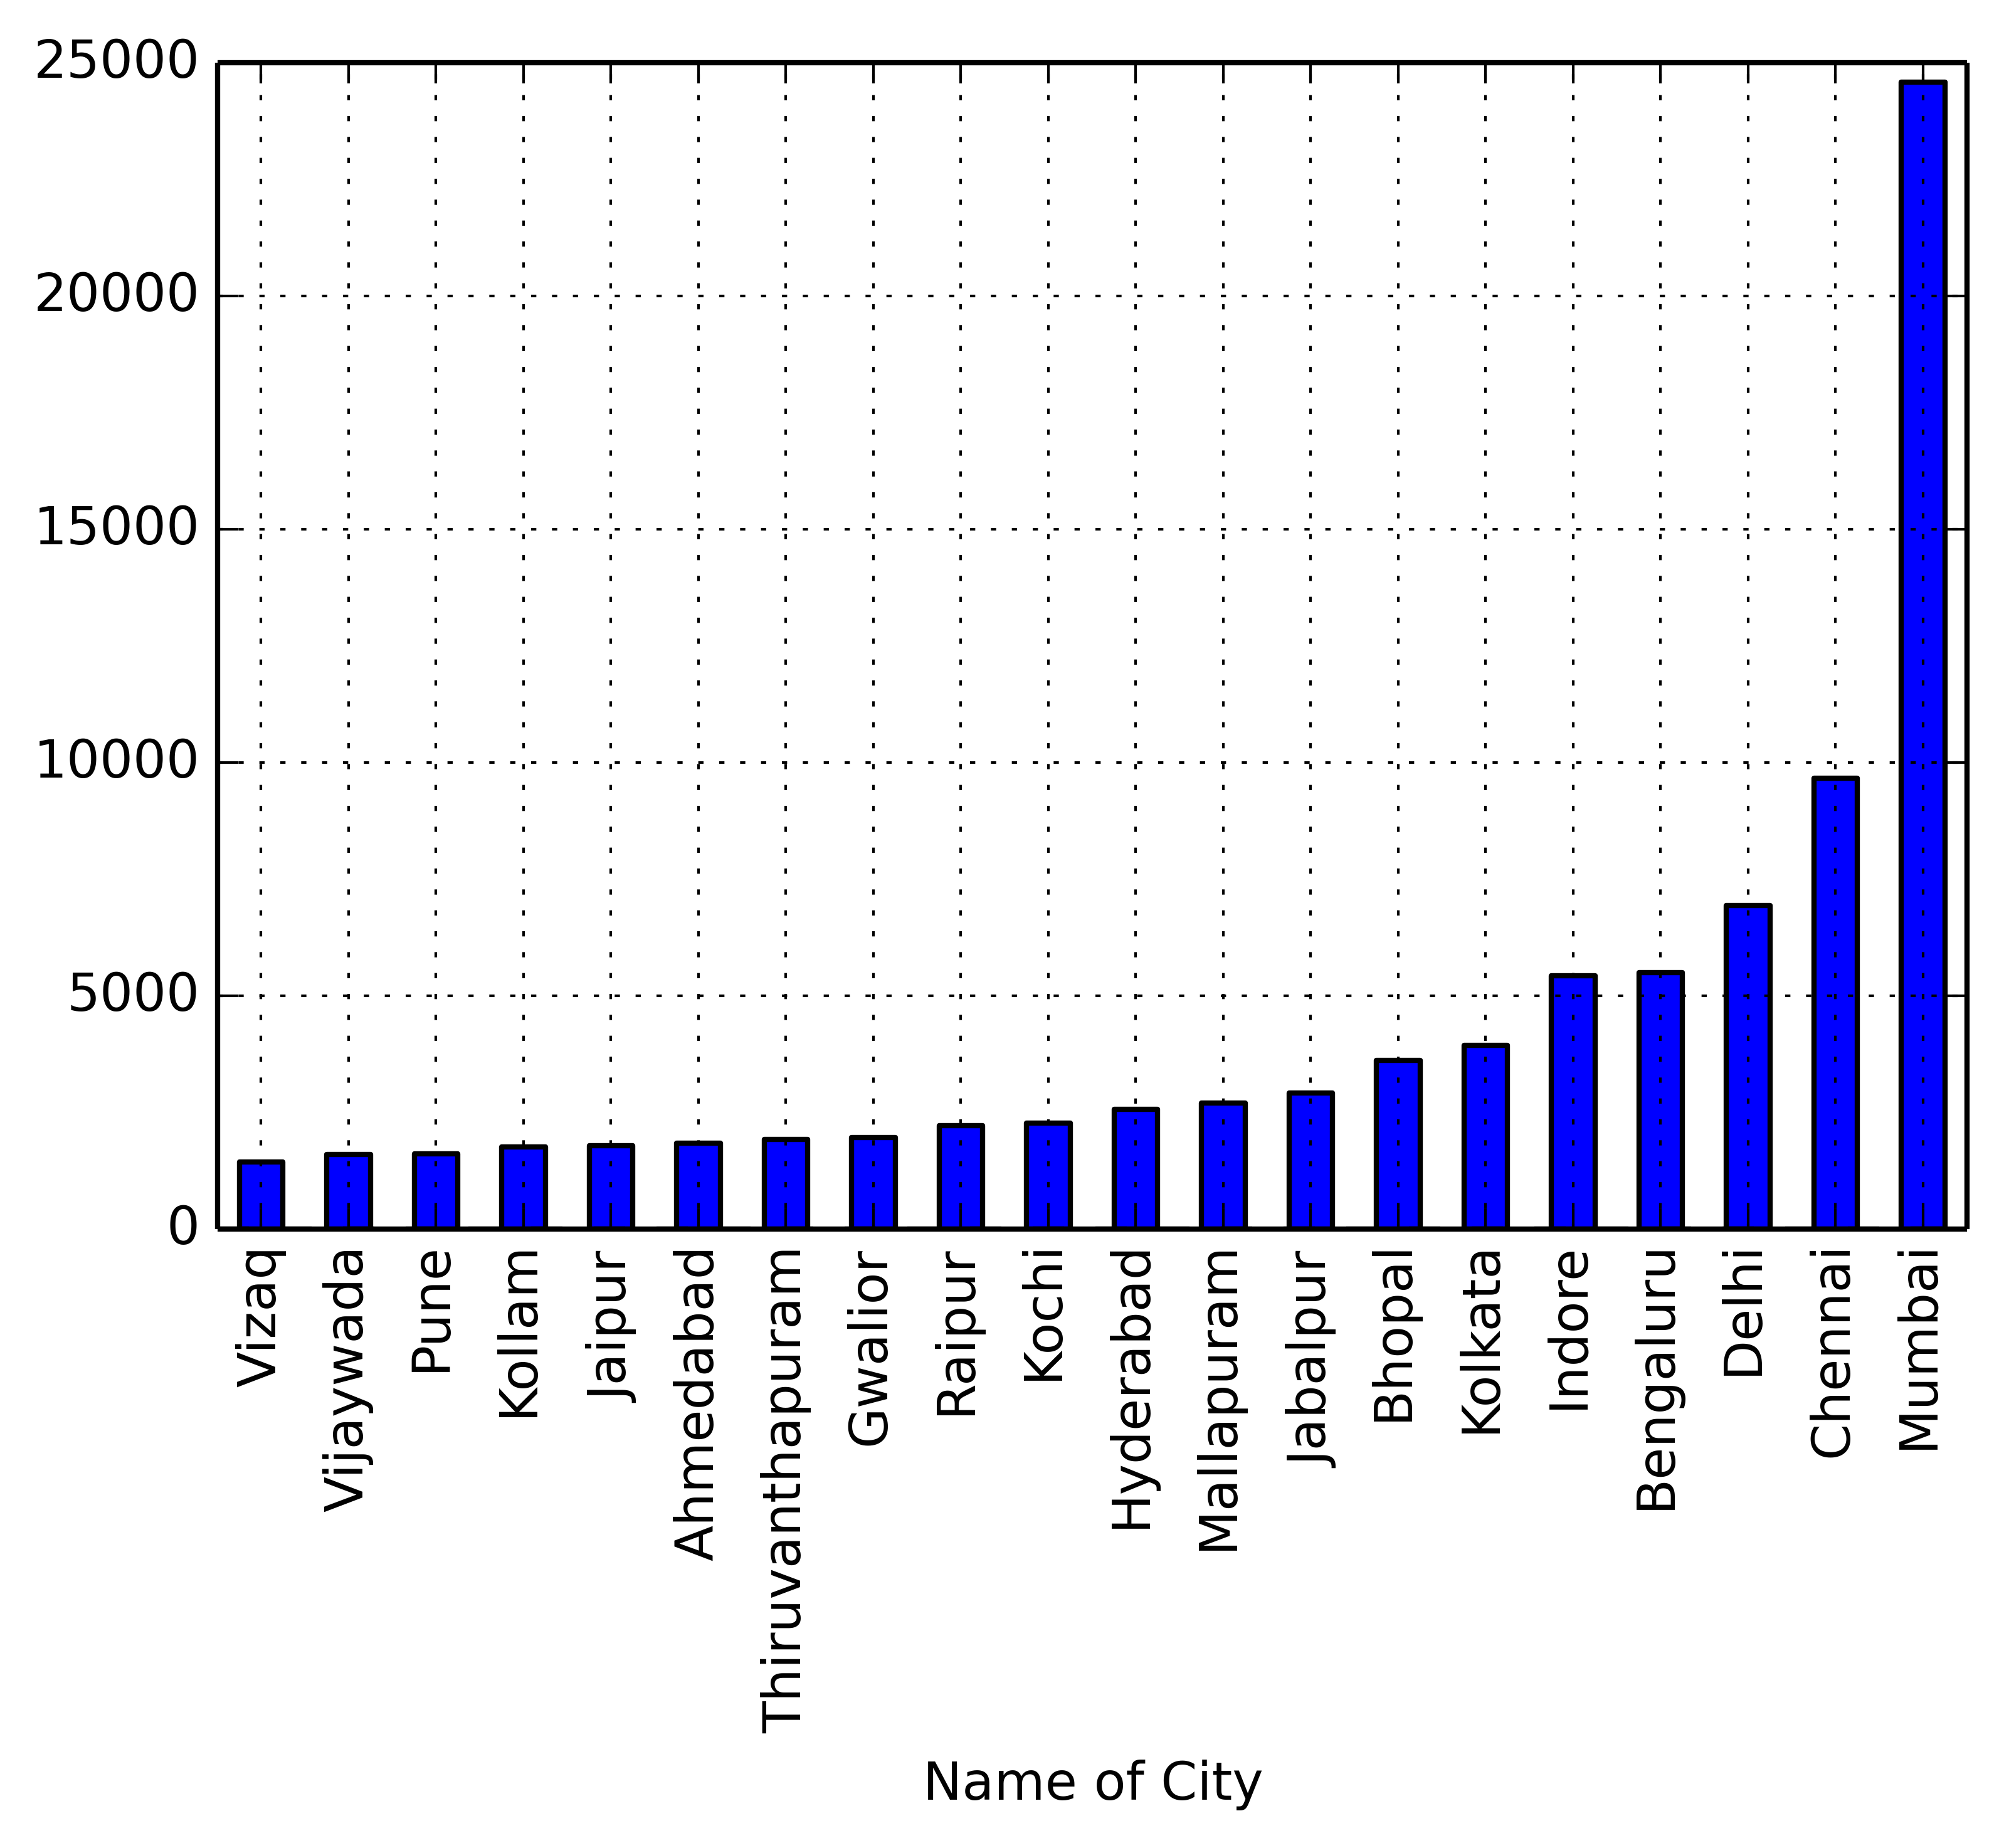 25000
20000
15000
10000
5000
0
Vizaq
Vijaywada
Pune
Kollam
Jaipur
Ahmedabad
Thiruvanthapuram
Gwalior
Raipur
Kochi
Hyderabad
Mallapuram
Jabalpur
Bhopal
Kolkata
Indore
Bengaluru
Delhi
Chennai
Mumbai
Name of City